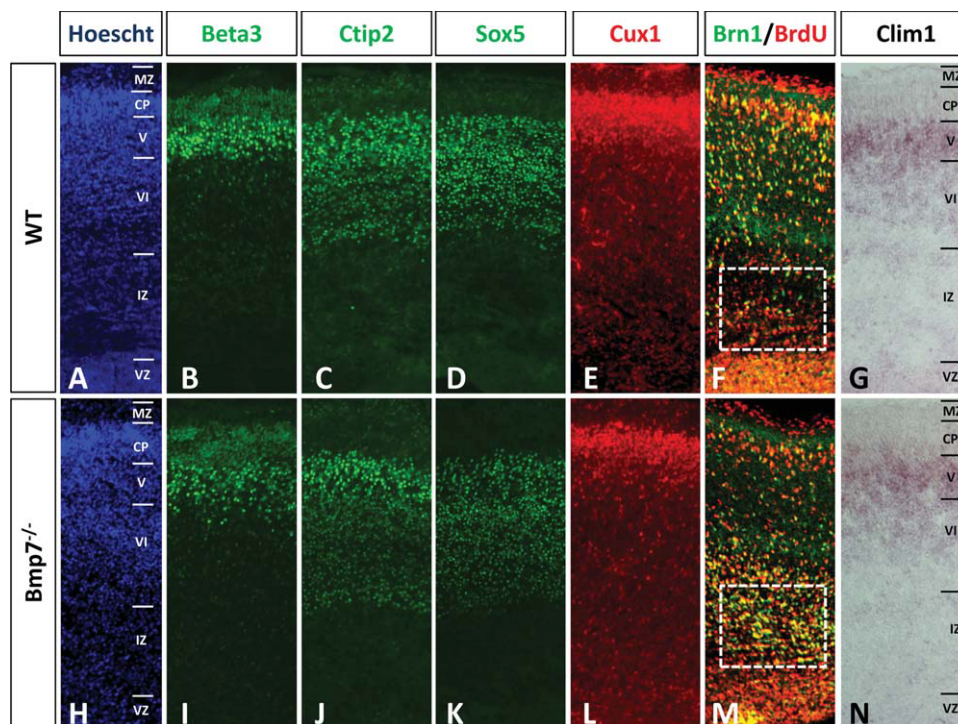 Hoescht Beta3 Ctip2 Sox5 Cux1 Brn1/BrdU Clim1
WT
MZ
CP
V
VI
IZ
VZ
MZ
CP
V
VI
IZ
VZ
A B C D E F G
Bmp7-/-
MZ
CP
V
VI
IZ
VZ
MZ
CP
V
VI
IZ
VZ
H I J K L M N